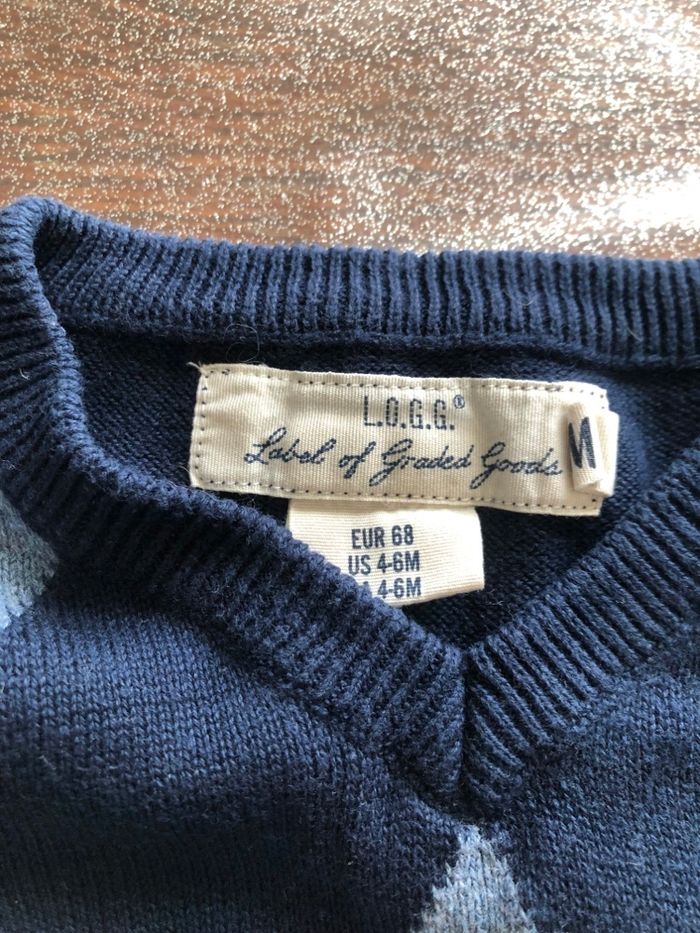 L.O.G.G.®
Label of Graded Goods
EUR 68
US 4-6M
4-6M